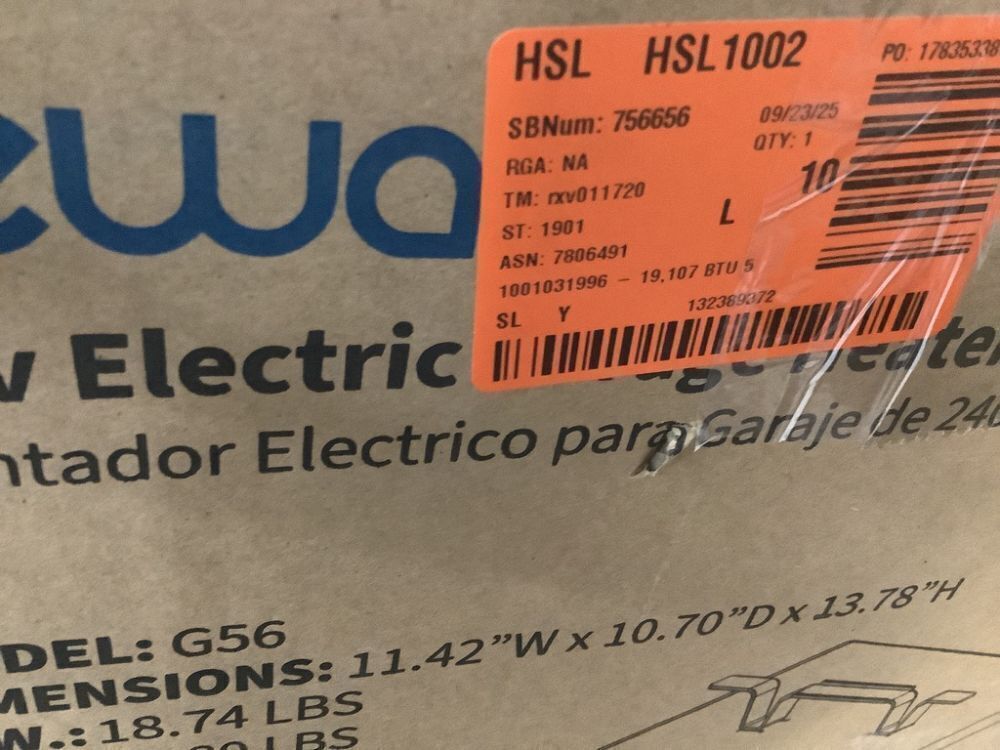 ewa
HSL HSL1002 PO: 17835338
SBNum: 756656 09/23/25
RGA: NA QTY: 1
TM: rxv011720 L 10
ST: 1901
ASN: 7806491
1001031996 - 19,107 BTU 5
SL Y 132389372
Electric Heater
ntador Electrico para Garaje de 240
DEL: G56
MENSIONS: 11.42"W x 10.70"D x 13.78"H
W.: 18.74 LBS
LBS